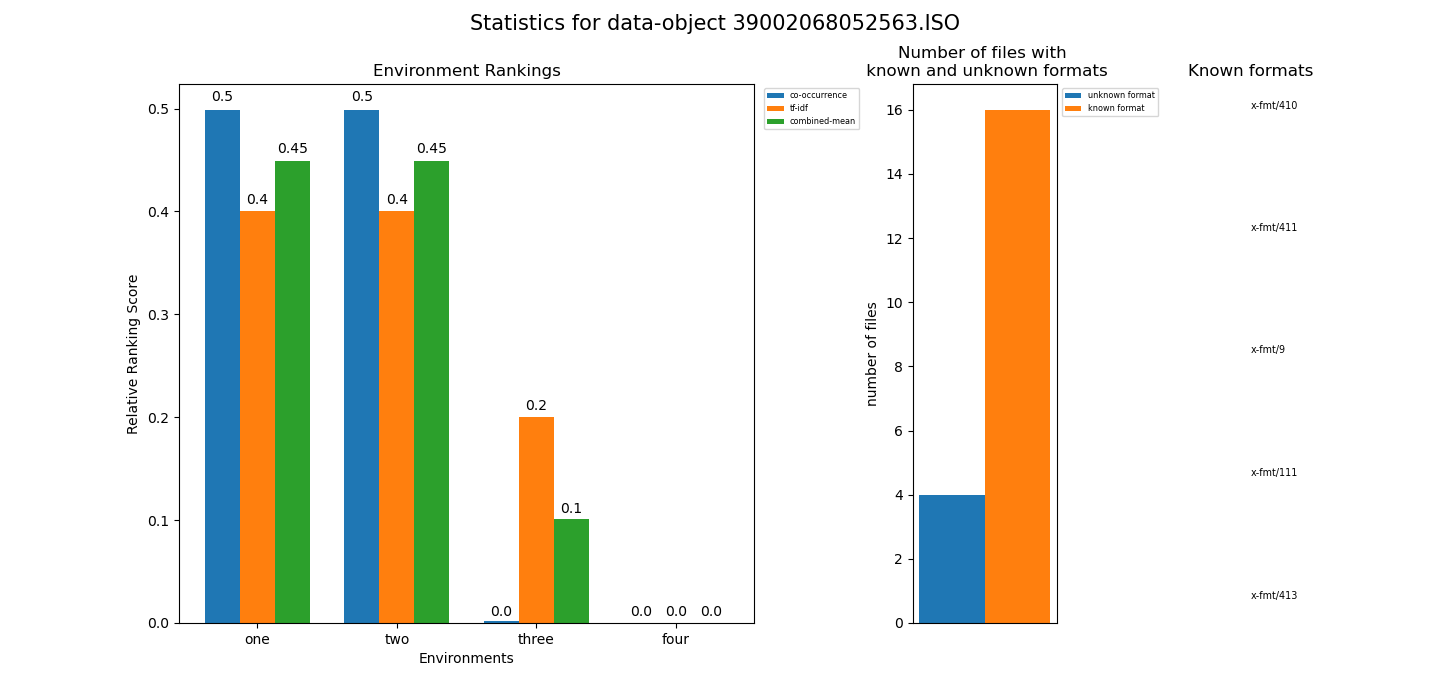 Statistics for data-object 39002068052563.ISO
Environment Rankings
Relative Ranking Score
0.5
0.4
0.3
0.2
0.1
0.0
0.5
0.4
0.45
0.5
0.4
0.45
0.0
0.2
0.1
0.0 0.0 0.0
one two three four
Environments
co-occurrence
tf-idf
combined-mean
Number of files with
known and unknown formats
number of files
16
14
12
10
8
6
4
2
0
unknown format
known format
Known formats
x-fmt/410
x-fmt/411
x-fmt/9
x-fmt/111
x-fmt/413